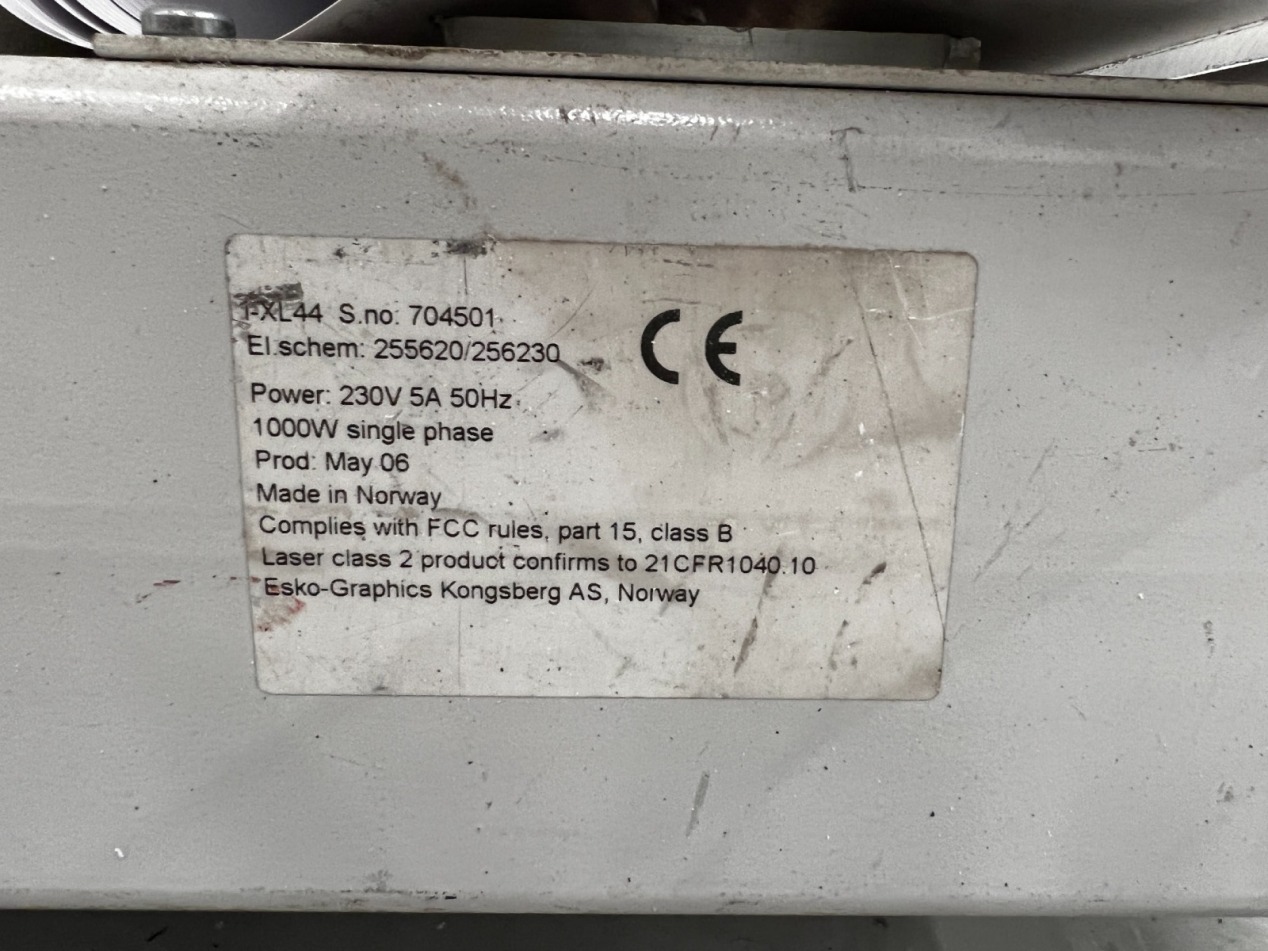 i-XL44 S.no: 704501
El.schem: 255620/256230
CE
Power: 230V 5A 50Hz
1000W single phase
Prod: May 06
Made in Norway
Complies with FCC rules, part 15, class B
Laser class 2 product confirms to 21CFR1040.10
Esko-Graphics Kongsberg AS, Norway